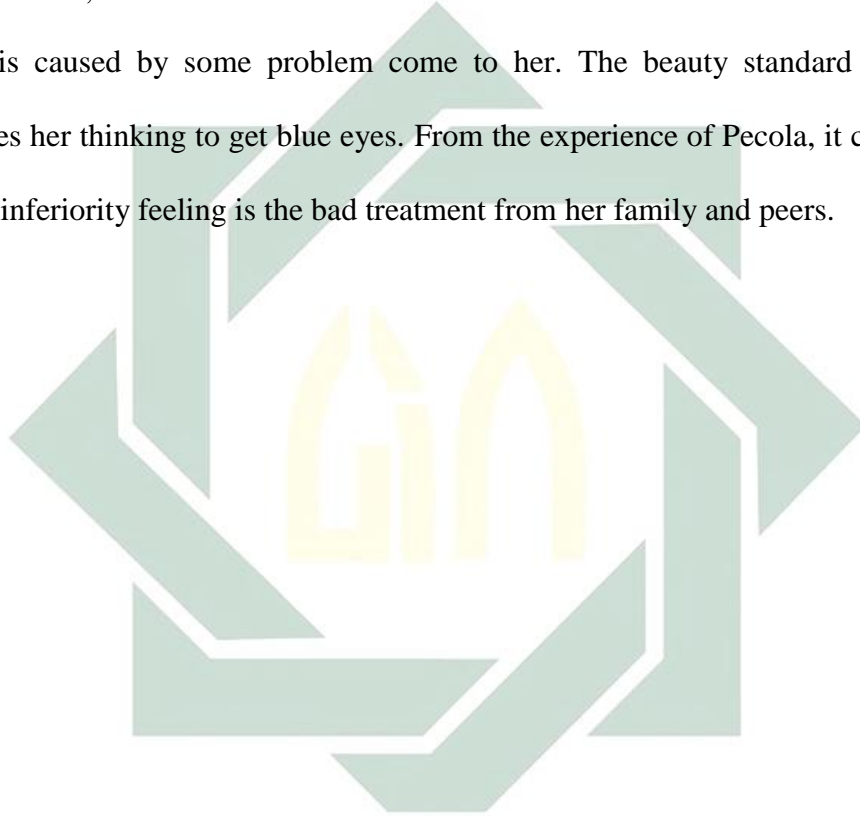 is caused by some problem come to her. The beauty standard
es her thinking to get blue eyes. From the experience of Pecola, it c
inferiority feeling is the bad treatment from her family and peers.